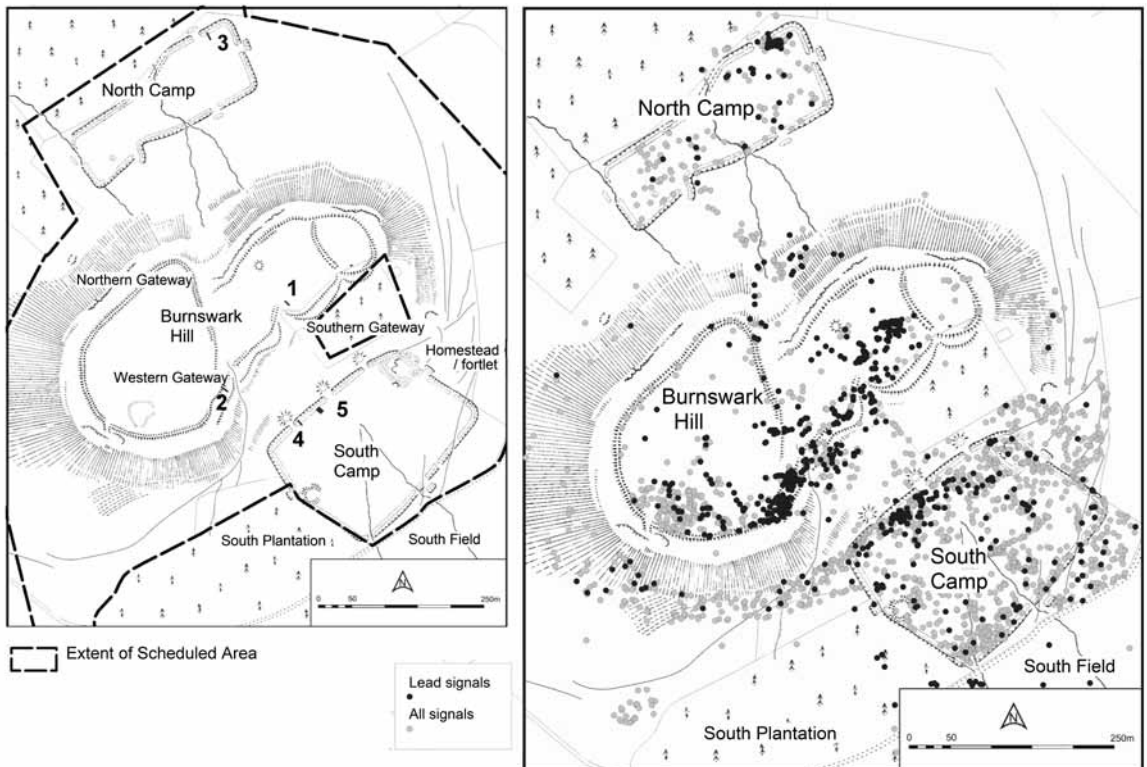 3
North Camp
Northern Gateway
1
Burnswark
Hill
Southern Gateway
Homestead
/ fortlet
Western Gateway
2
5
4
South
Camp
South Plantation
South Field
N
0 50 250m
Extent of Scheduled Area
Lead signals
All signals
North Camp
Burnswark
Hill
South
Camp
South Field
South Plantation
N
0 50 250m